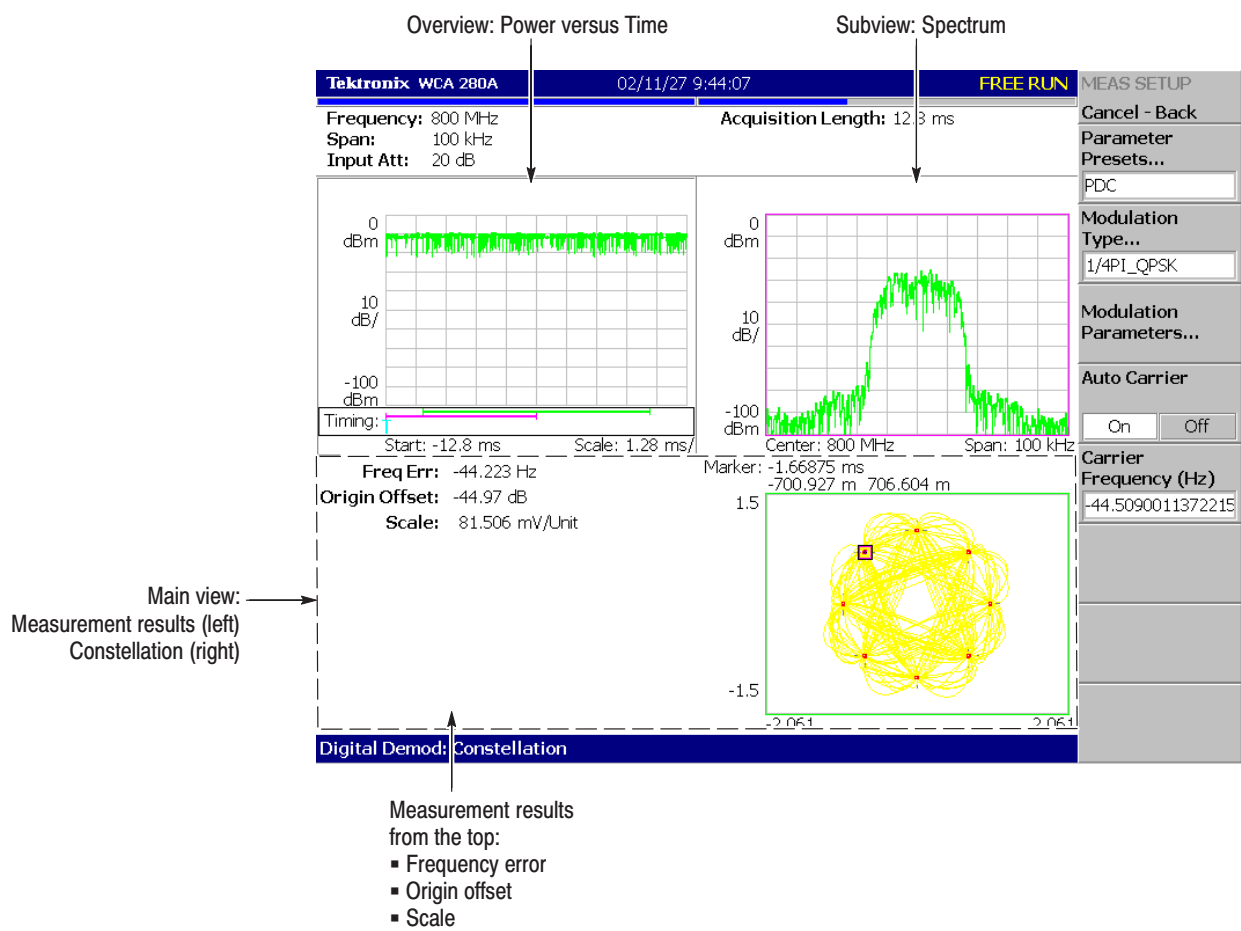 Overview: Power versus Time
Subview: Spectrum
Tektronix WCA 280A
02/11/27 9:44:07
FREE RUN
MEAS SETUP
Frequency: 800 MHz
Span: 100 kHz
Input Att: 20 dB
Acquisition Length: 12.8 ms
Cancel - Back
Parameter
Presets...
PDC
Modulation
Type...
1/4PI_QPSK
Modulation
Parameters...
Auto Carrier
On Off
Carrier
Frequency (Hz)
-44.5090011372215
0
dBm
10
dB/
-100
dBm
Timing:
T
Start: -12.8 ms
Scale: 1.28 ms/
0
dBm
10
dB/
-100
dBm
Center: 800 MHz
Span: 100 kHz
Freq Err: -44.223 Hz
Origin Offset: -44.97 dB
Scale: 81.506 mV/Unit
Marker: -1.66875 ms
-700.927 m 706.604 m
1.5
-1.5
-2.061
2.061
Main view:
Measurement results (left)
Constellation (right)
Digital Demod: Constellation
Measurement results
from the top:
▪ Frequency error
▪ Origin offset
▪ Scale